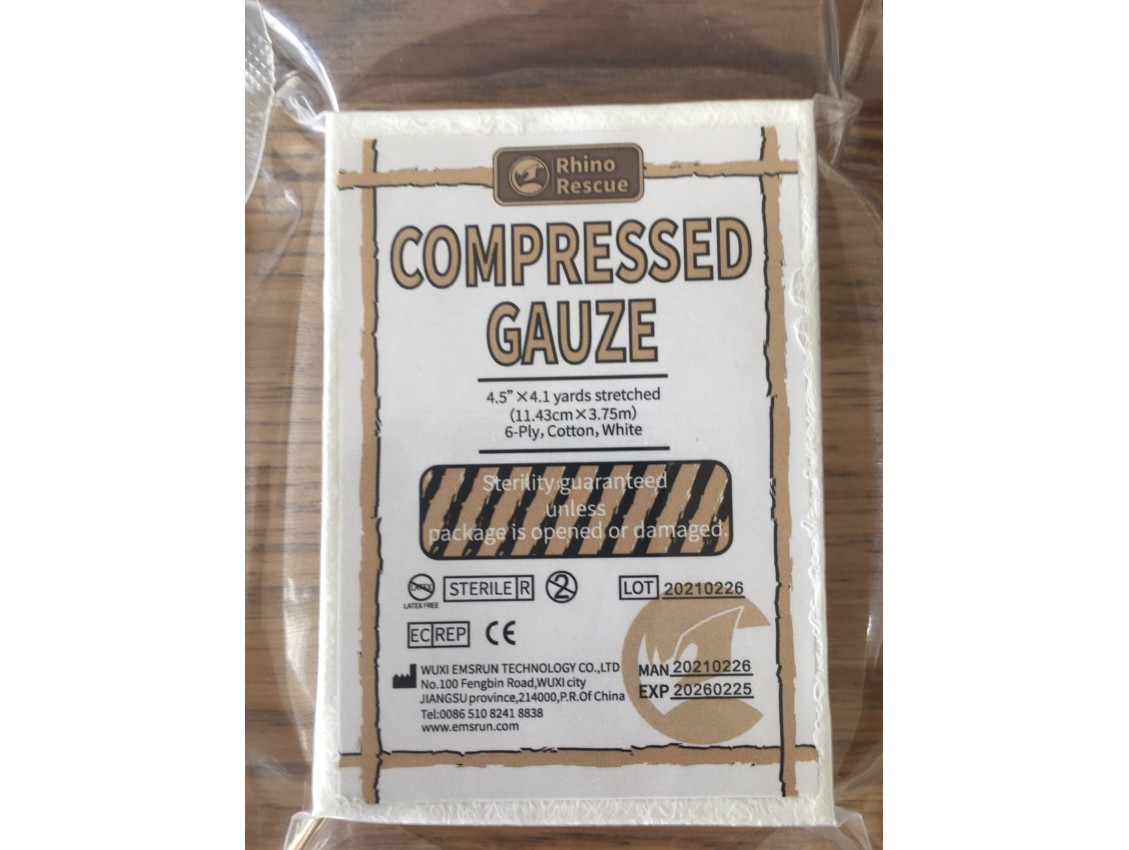 Rhino
Rescue
COMPRESSED
GAUZE
4.5”×4.1 yards stretched
(11.43cm×3.75m)
6-Ply, Cotton, White
Sterility guaranteed
unless
package is opened or damaged.
LATEX
LATEX FREE
STERILE R
2
LOT 20210226
EC REP CE
WUXI EMSRUN TECHNOLOGY CO.,LTD
No.100 Fengbin Road,WUXI city
JIANGSU province,214000,P.R.Of China
Tel:0086 510 8241 8838
www.emsrun.com
MAN 20210226
EXP 20260225